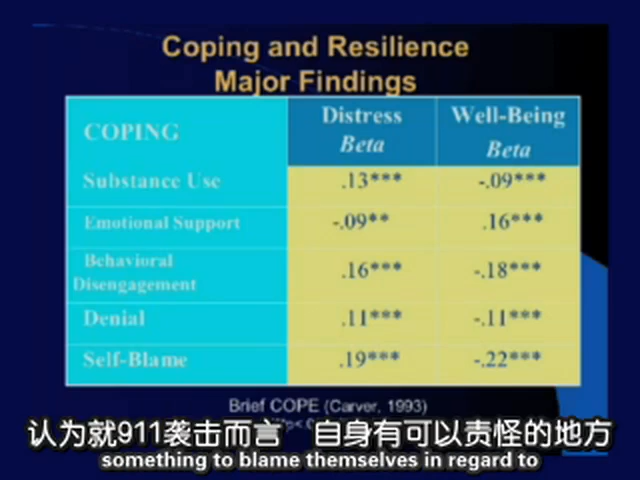 Coping and Resilience
Major Findings
COPING
Distress
Beta
Well-Being
Beta
Substance Use
.13***
-.09***
Emotional Support
-.09**
.16***
Behavioral
Disengagement
.16***
-.18***
Denial
.11***
-.11***
Self-Blame
.19***
-.22***
Brief COPE (Carver, 1993)
认为就911袭击而言 自身有可以责怪的地方
something to blame themselves in regard to